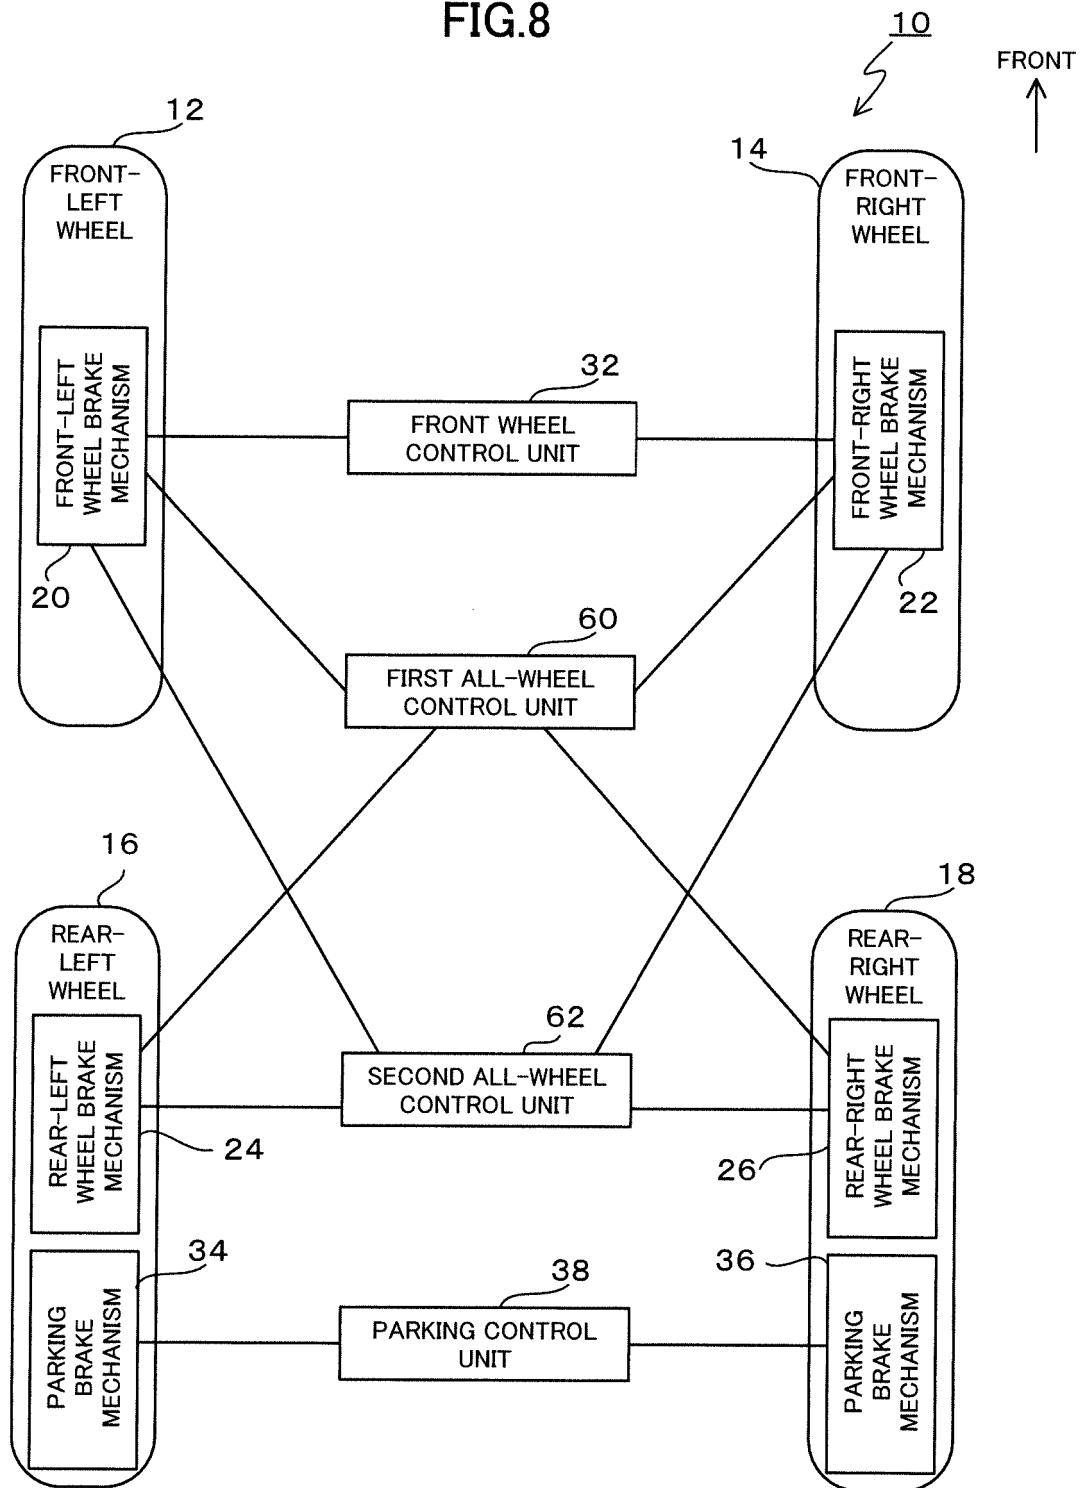 FIG.8
10
FRONT
12
14
FRONT-
LEFT
WHEEL
FRONT-
RIGHT
WHEEL
FRONT-LEFT
WHEEL BRAKE
MECHANISM
32
FRONT WHEEL
CONTROL UNIT
FRONT-RIGHT
WHEEL BRAKE
MECHANISM
20
22
60
FIRST ALL-WHEEL
CONTROL UNIT
16
18
REAR-
LEFT
WHEEL
REAR-
RIGHT
WHEEL
REAR-LEFT
WHEEL BRAKE
MECHANISM
62
SECOND ALL-WHEEL
CONTROL UNIT
REAR-RIGHT
WHEEL BRAKE
MECHANISM
24
26
34
36
38
PARKING
BRAKE
MECHANISM
PARKING CONTROL
UNIT
PARKING
BRAKE
MECHANISM